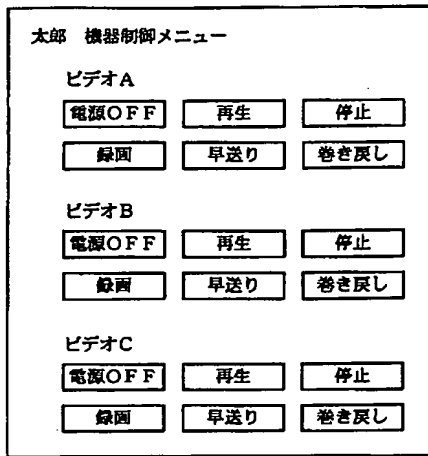 太郎 機器制御メニュー
ビデオA
電源OFF 再生 停止
録画 早送り 巻き戻し
ビデオB
電源OFF 再生 停止
録画 早送り 巻き戻し
ビデオC
電源OFF 再生 停止
録画 早送り 巻き戻し